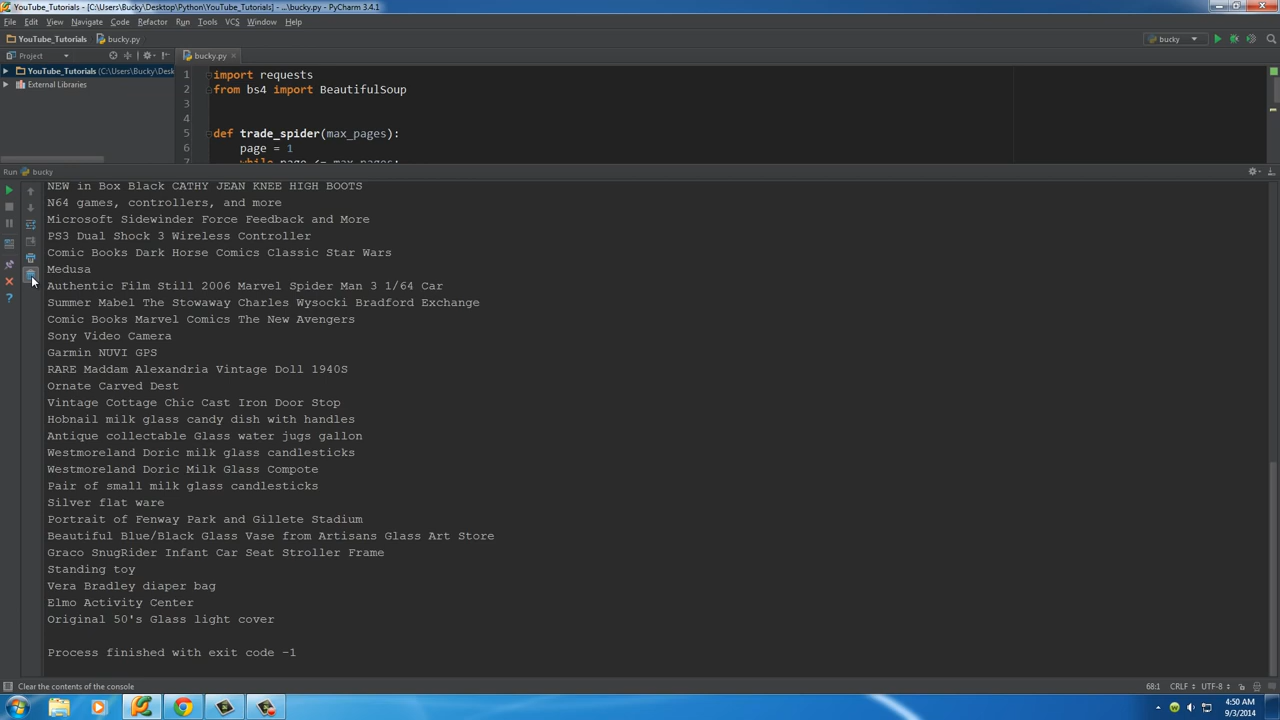 YouTube_Tutorials - [C:\Users\Bucky\Desktop\Python\YouTube_Tutorials] - ...\bucky.py - PyCharm 3.4.1
File Edit View Navigate Code Refactor Run Tools VCS Window Help
YouTube_Tutorials bucky.py bucky
Project bucky.py
YouTube_Tutorials (C:\Users\Bucky\Desk
External Libraries
1 import requests
2 from bs4 import BeautifulSoup
3
4
5 def trade_spider(max_pages):
6 page = 1
7 while page <= max_pages:
Run bucky
NEW in Box Black CATHY JEAN KNEE HIGH BOOTS
N64 games, controllers, and more
Microsoft Sidewinder Force Feedback and More
PS3 Dual Shock 3 Wireless Controller
Comic Books Dark Horse Comics Classic Star Wars
Medusa
Authentic Film Still 2006 Marvel Spider Man 3 1/64 Car
Summer Mabel The Stowaway Charles Wysocki Bradford Exchange
Comic Books Marvel Comics The New Avengers
Sony Video Camera
Garmin NUVI GPS
RARE Maddam Alexandria Vintage Doll 1940S
Ornate Carved Dest
Vintage Cottage Chic Cast Iron Door Stop
Hobnail milk glass candy dish with handles
Antique collectable Glass water jugs gallon
Westmoreland Doric milk glass candlesticks
Westmoreland Doric Milk Glass Compote
Pair of small milk glass candlesticks
Silver flat ware
Portrait of Fenway Park and Gillete Stadium
Beautiful Blue/Black Glass Vase from Artisans Glass Art Store
Graco SnugRider Infant Car Seat Stroller Frame
Standing toy
Vera Bradley diaper bag
Elmo Activity Center
Original 50's Glass light cover
Process finished with exit code -1
Clear the contents of the console 68:1 CRLF UTF-8
4:50 AM
9/3/2014